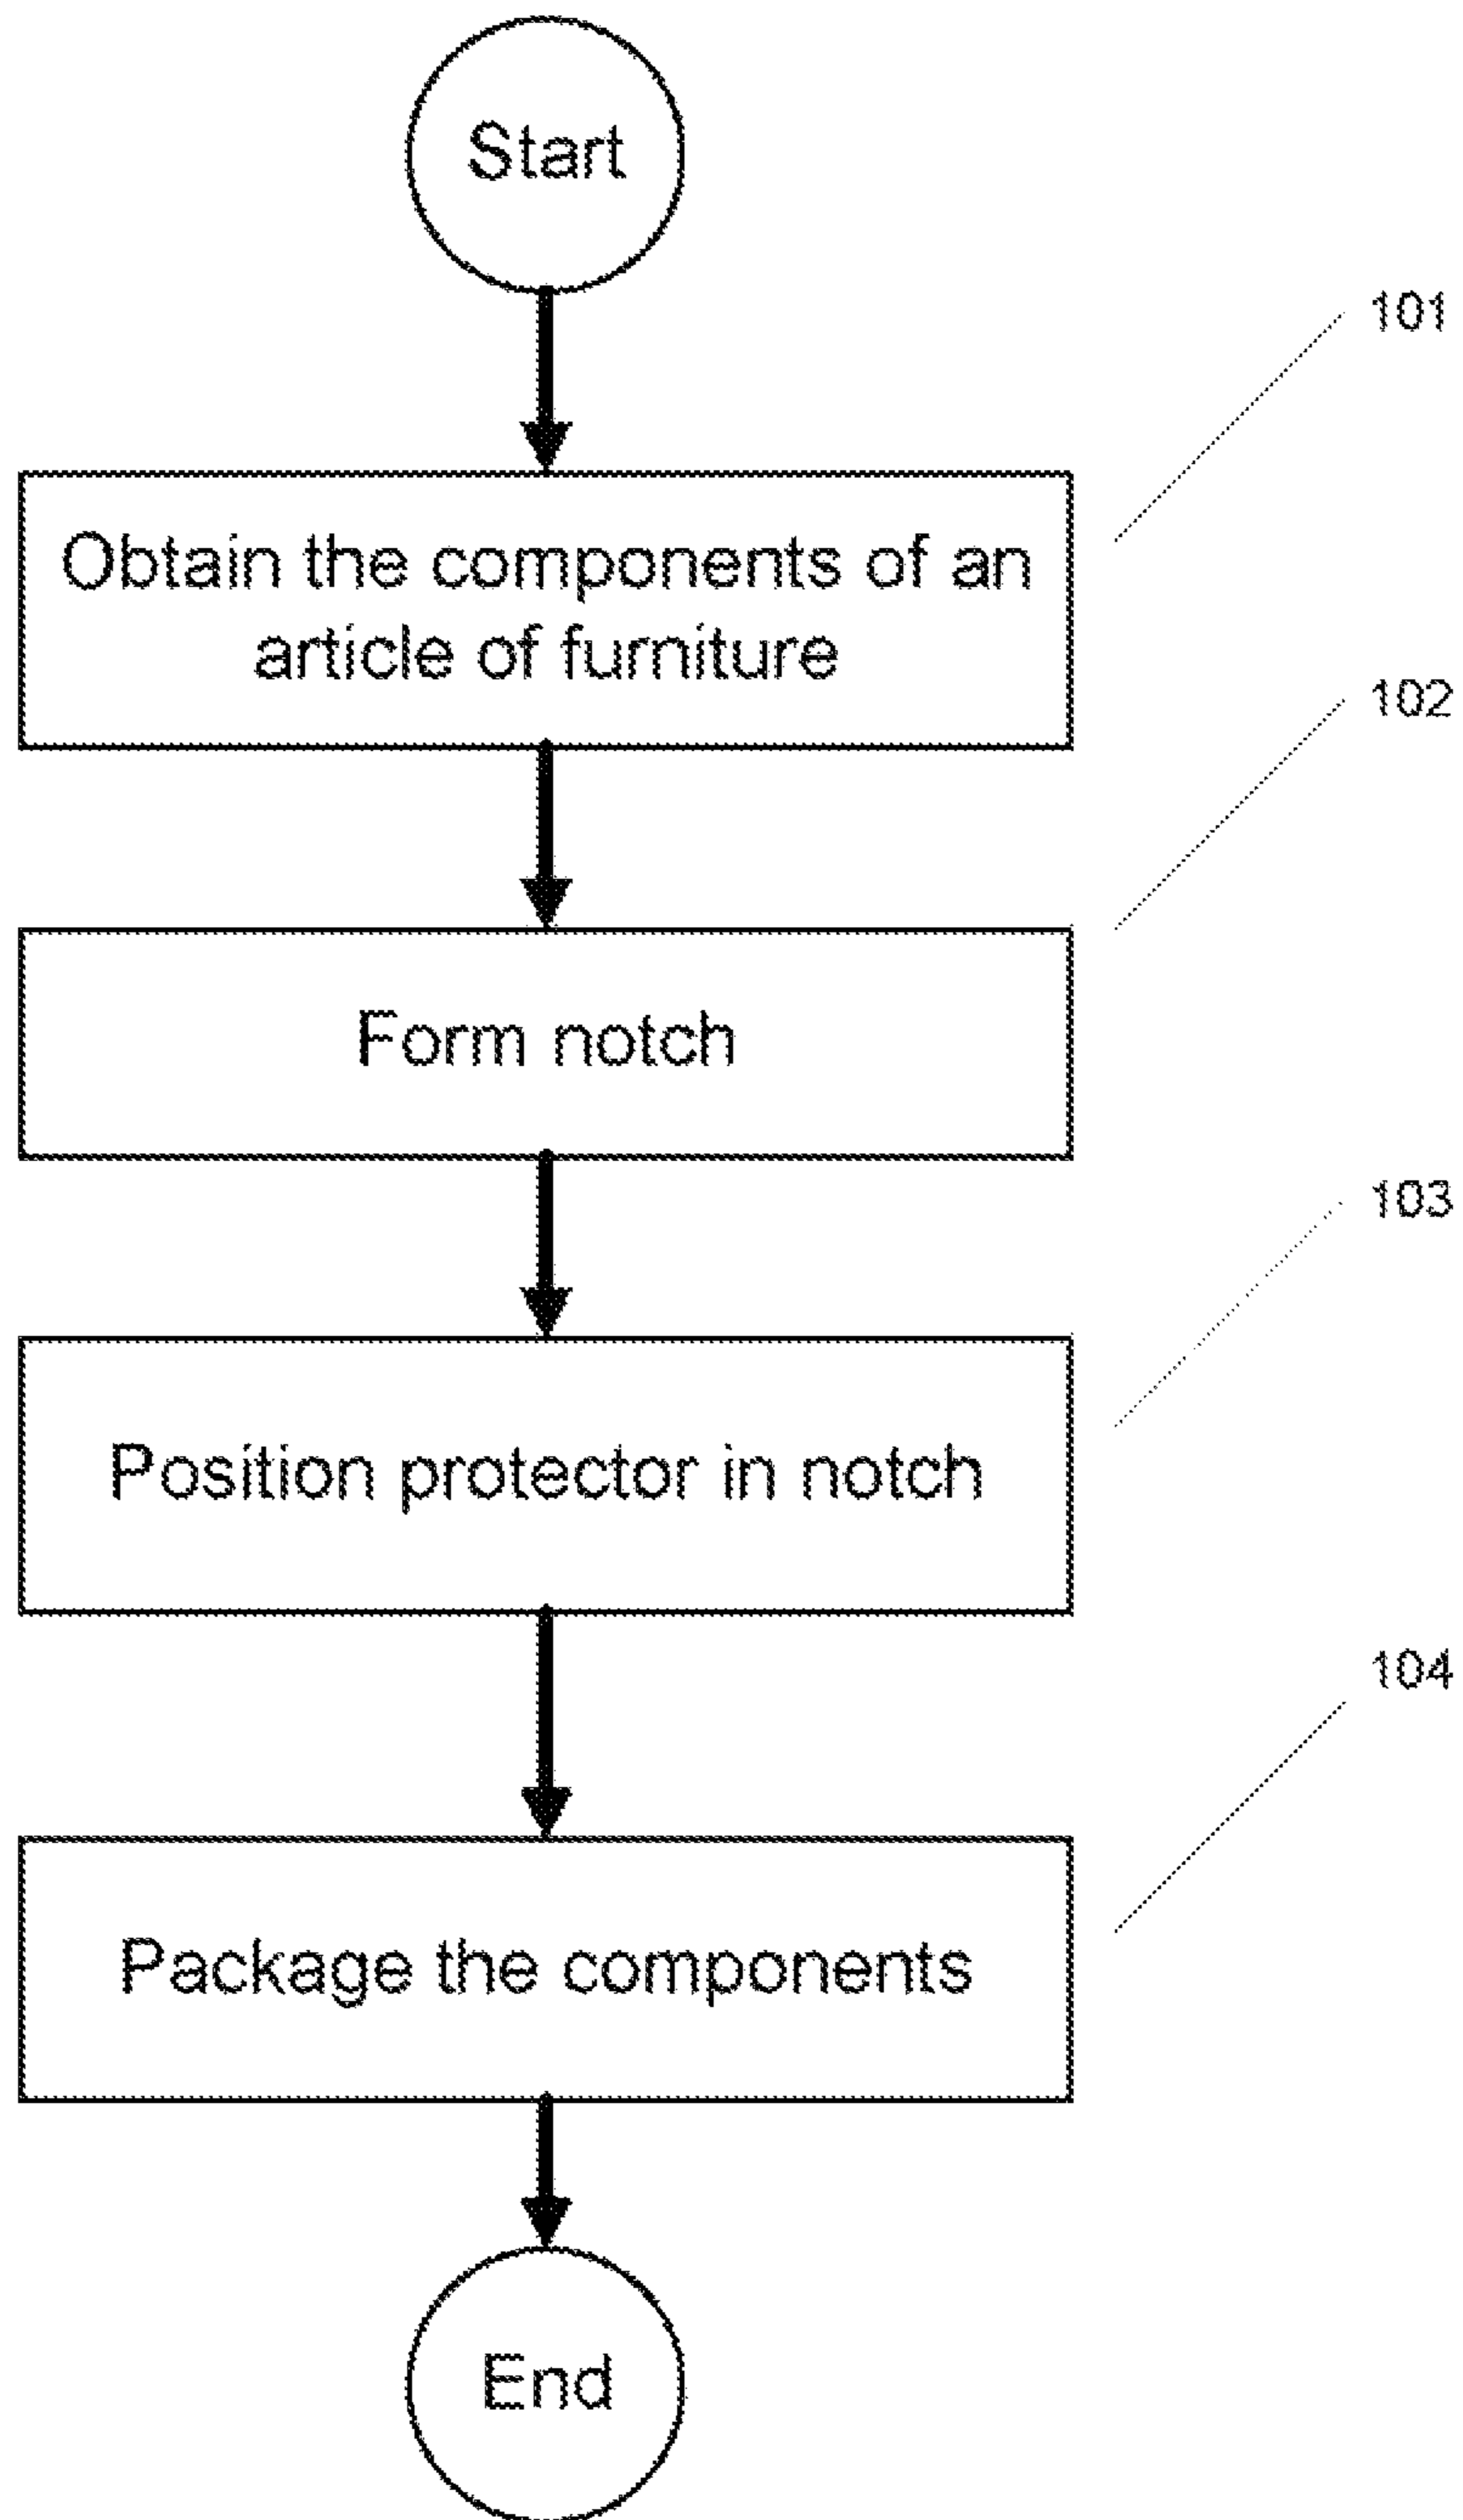 Start
101
Obtain the components of an
article of furniture
102
Form notch
103
Position protector in notch
104
Package the components
End